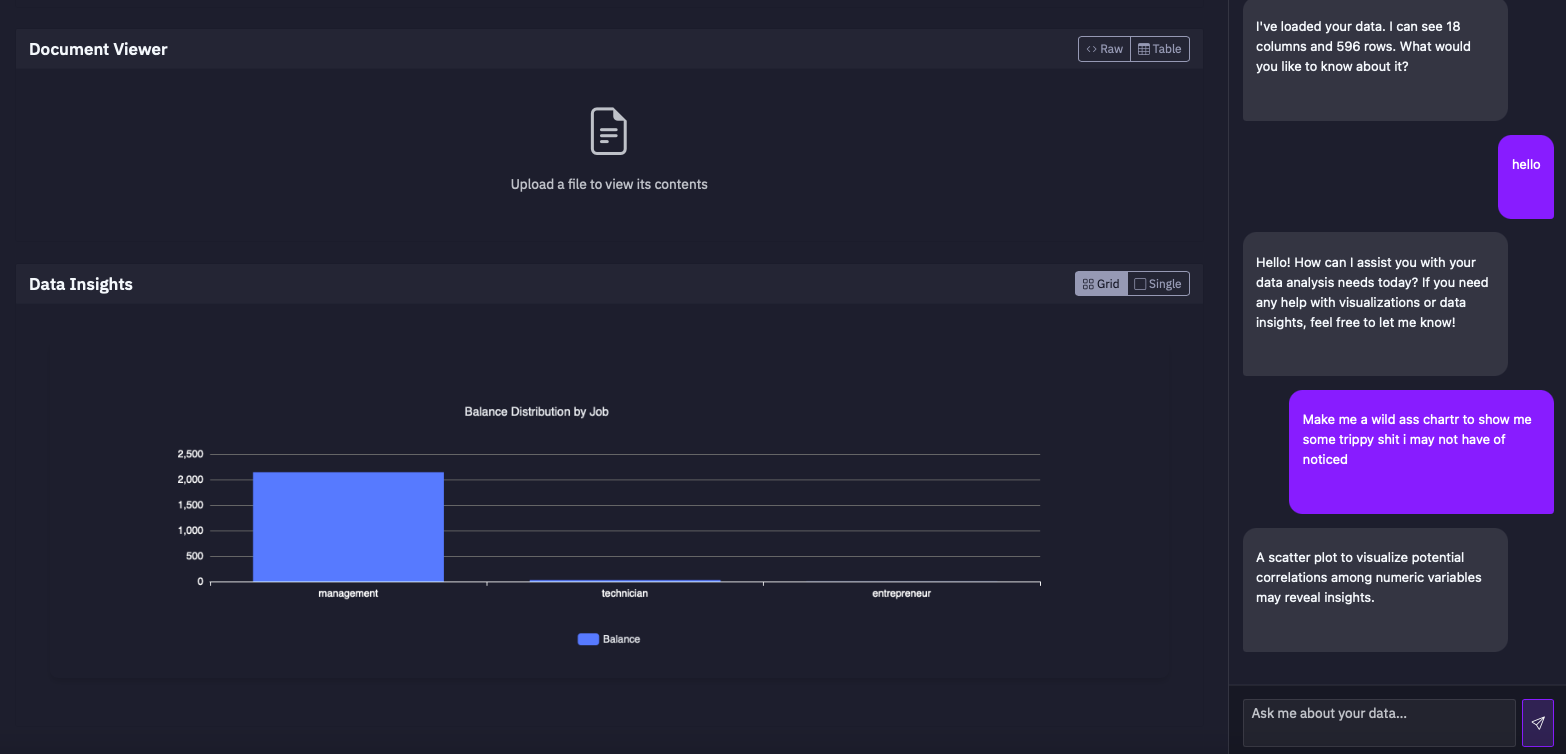 Document Viewer
Raw
Table
Upload a file to view its contents
Data Insights
Grid
Single
Balance Distribution by Job
2,500
2,000
1,500
1,000
500
0
management
technician
entrepreneur
Balance
I've loaded your data. I can see 18
columns and 596 rows. What would
you like to know about it?
hello
Hello! How can I assist you with your
data analysis needs today? If you need
any help with visualizations or data
insights, feel free to let me know!
Make me a wild ass chartr to show me
some trippy shit i may not have of
noticed
A scatter plot to visualize potential
correlations among numeric variables
may reveal insights.
Ask me about your data...